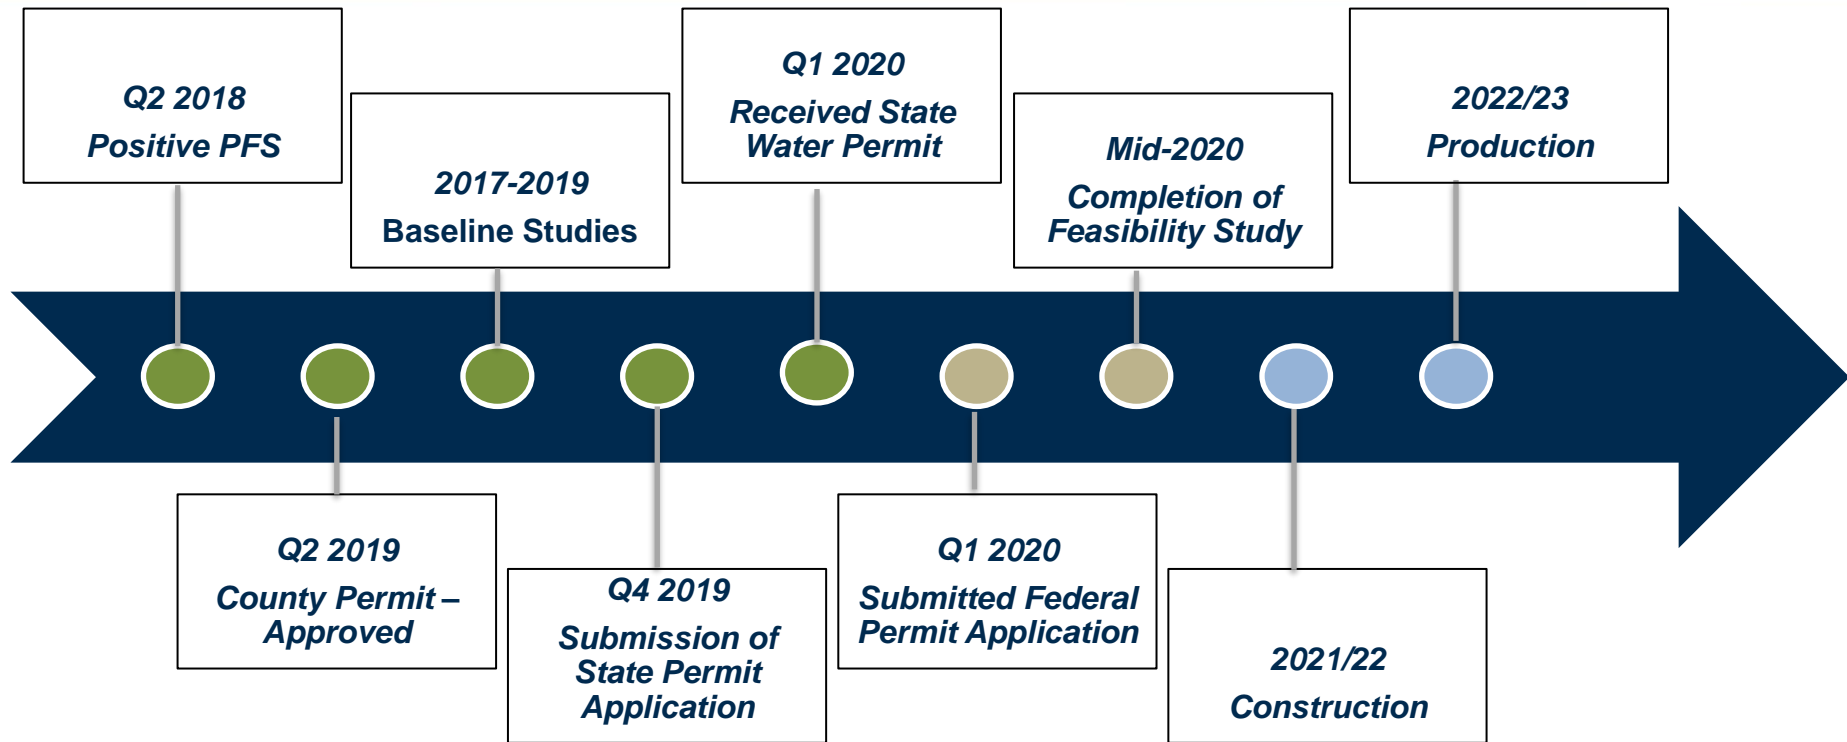 Q2 2018
Positive PFS
2017-2019
Baseline Studies
Q1 2020
Received State
Water Permit
Mid-2020
Completion of
Feasibility Study
2022/23
Production
Q2 2019
County Permit –
Approved
Q4 2019
Submission of
State Permit
Application
Q1 2020
Submitted Federal
Permit Application
2021/22
Construction